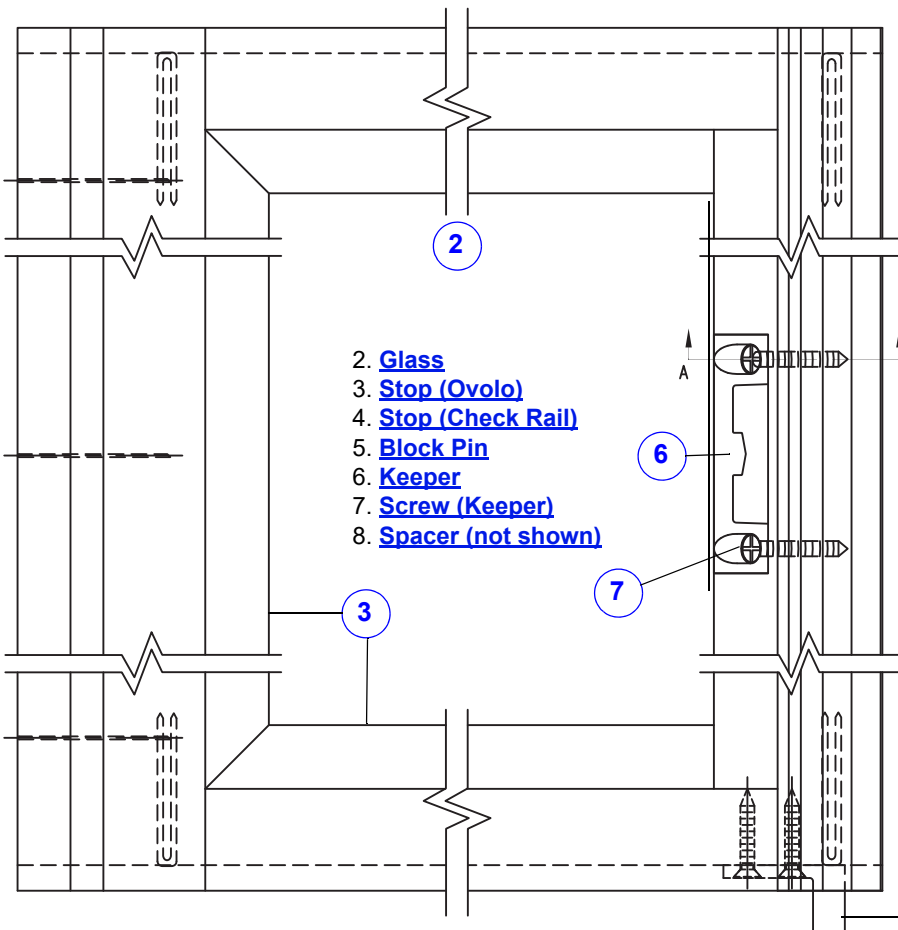 2
2. Glass
3. Stop (Ovolo)
4. Stop (Check Rail)
5. Block Pin
6. Keeper
7. Screw (Keeper)
8. Spacer (not shown)
A
6
7
3